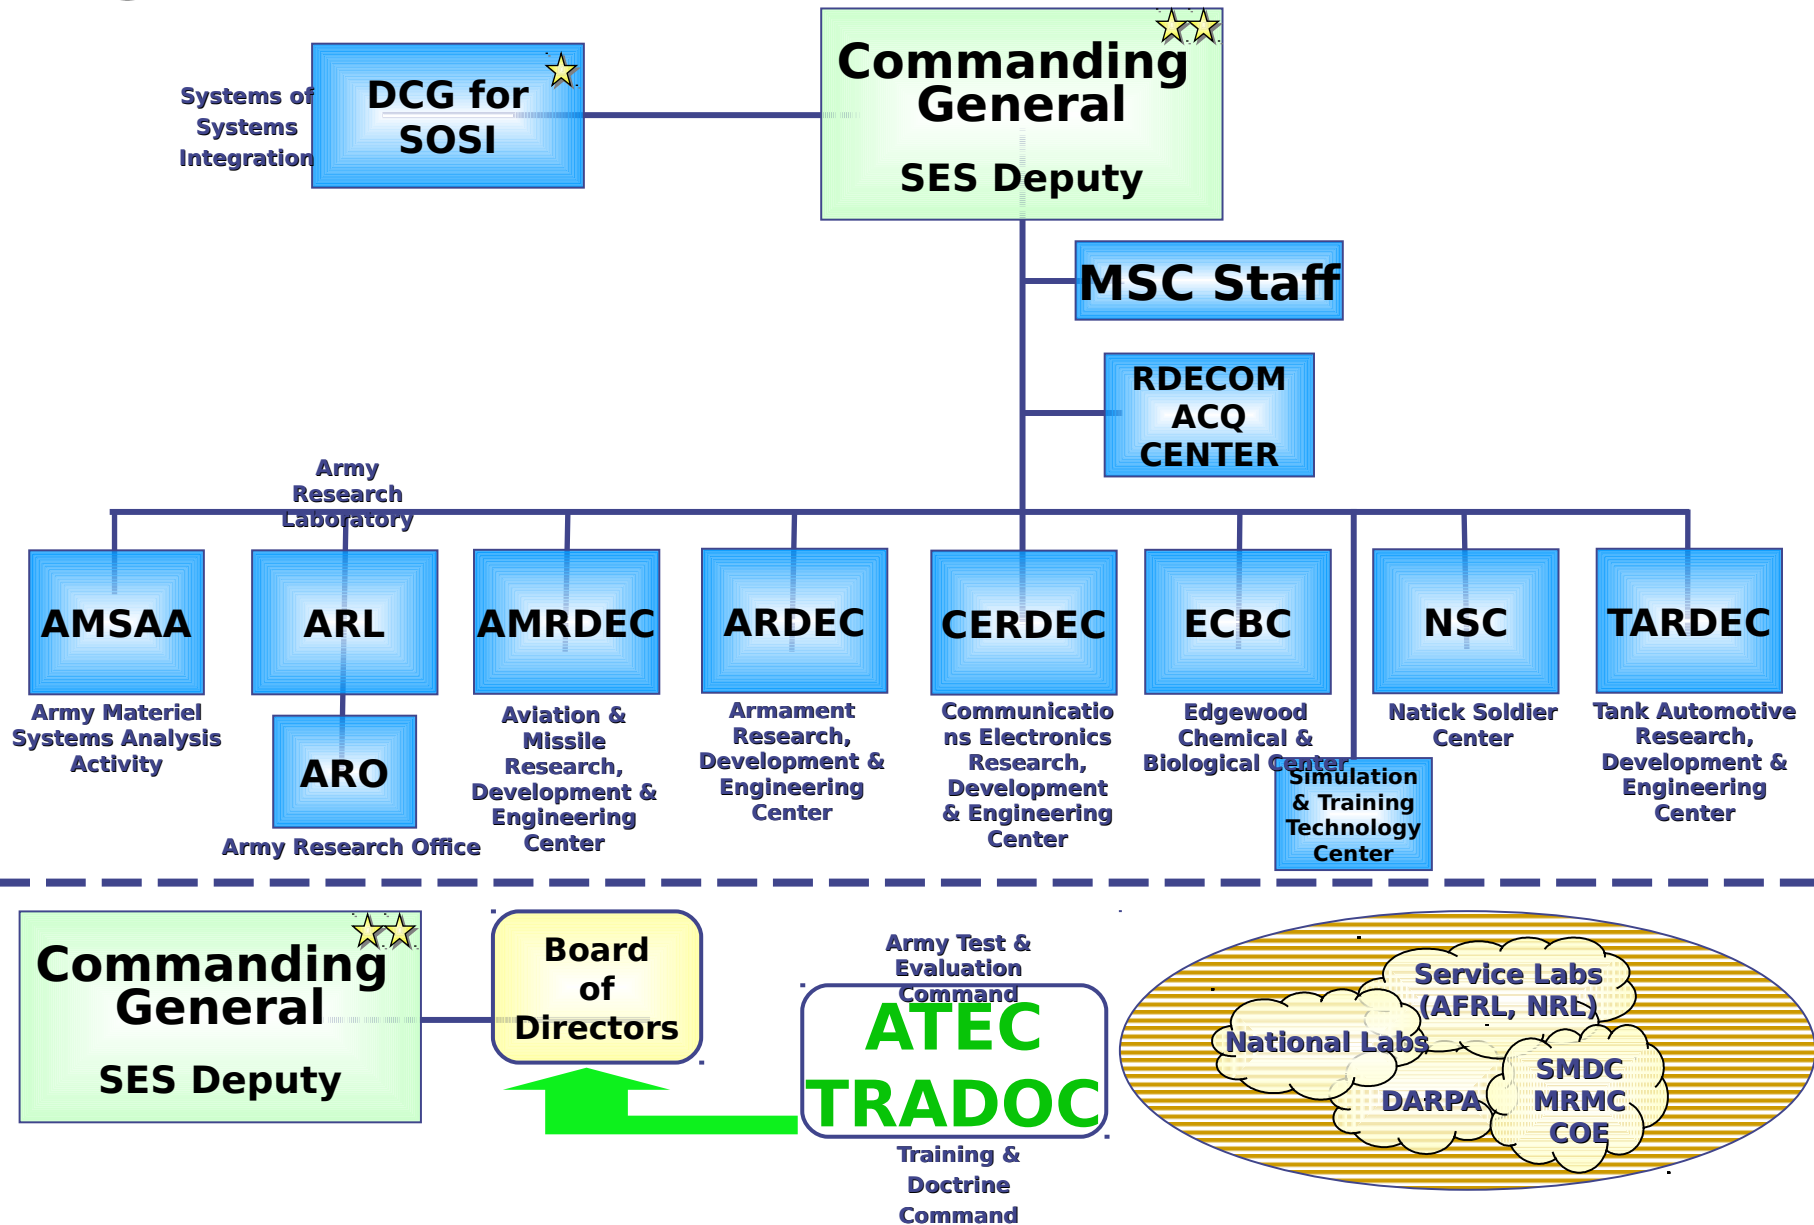 Commanding
General
SES Deputy
DCG for
SOSI
Systems of
Systems
Integration
MSC Staff
RDECOM
ACQ
CENTER
Army
Research
Laboratory
AMSAA
Army Materiel
Systems Analysis
Activity
ARL
ARO
Army Research Office
AMRDEC
Aviation &
Missile
Research,
Development &
Engineering
Center
ARDEC
Armament
Research,
Development &
Engineering
Center
CERDEC
Communicatio
ns Electronics
Research,
Development
& Engineering
Center
ECBC
Edgewood
Chemical &
Biological Center
Simulation
& Training
Technology
Center
NSC
Natick Soldier
Center
TARDEC
Tank Automotive
Research,
Development &
Engineering
Center
Commanding
General
SES Deputy
Board
of
Directors
Army Test &
Evaluation
Command
ATEC
TRADOC
Training &
Doctrine
Command
Service Labs
(AFRL, NRL)
National Labs
DARPA
SMDC
MRMC
COE